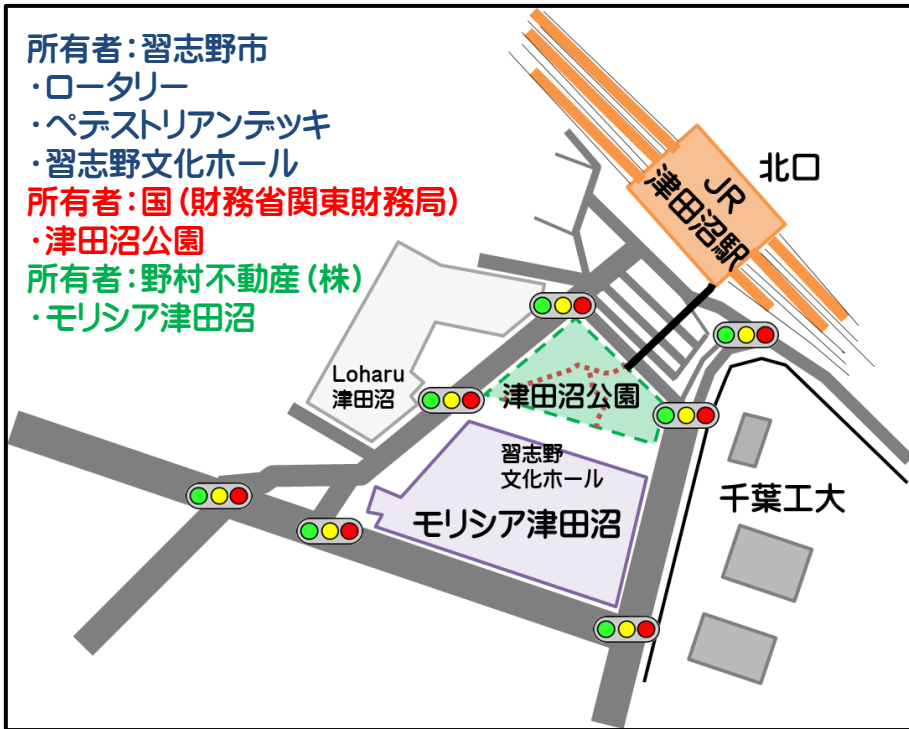 所有者：習志野市
・ロータリー
・ペデストリアンデッキ
・習志野文化ホール
所有者：国（財務省関東財務局）
・津田沼公園
所有者：野村不動産（株）
・モリシア津田沼
北口
JR
津田沼駅
Loharu
津田沼
津田沼公園
習志野
文化ホール
モリシア津田沼
千葉工大